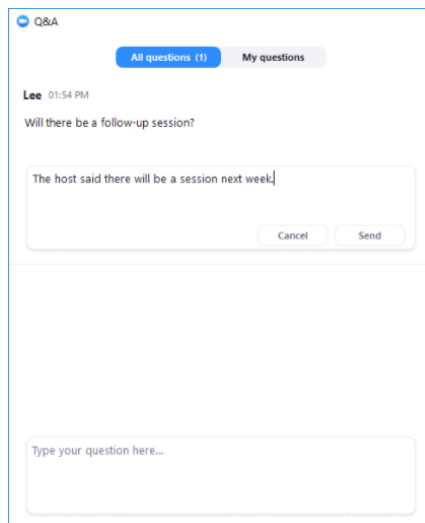 Q&A
All questions (1) My questions
Lee 01:54 PM
Will there be a follow-up session?
The host said there will be a session next week.
Cancel Send
Type your question here...